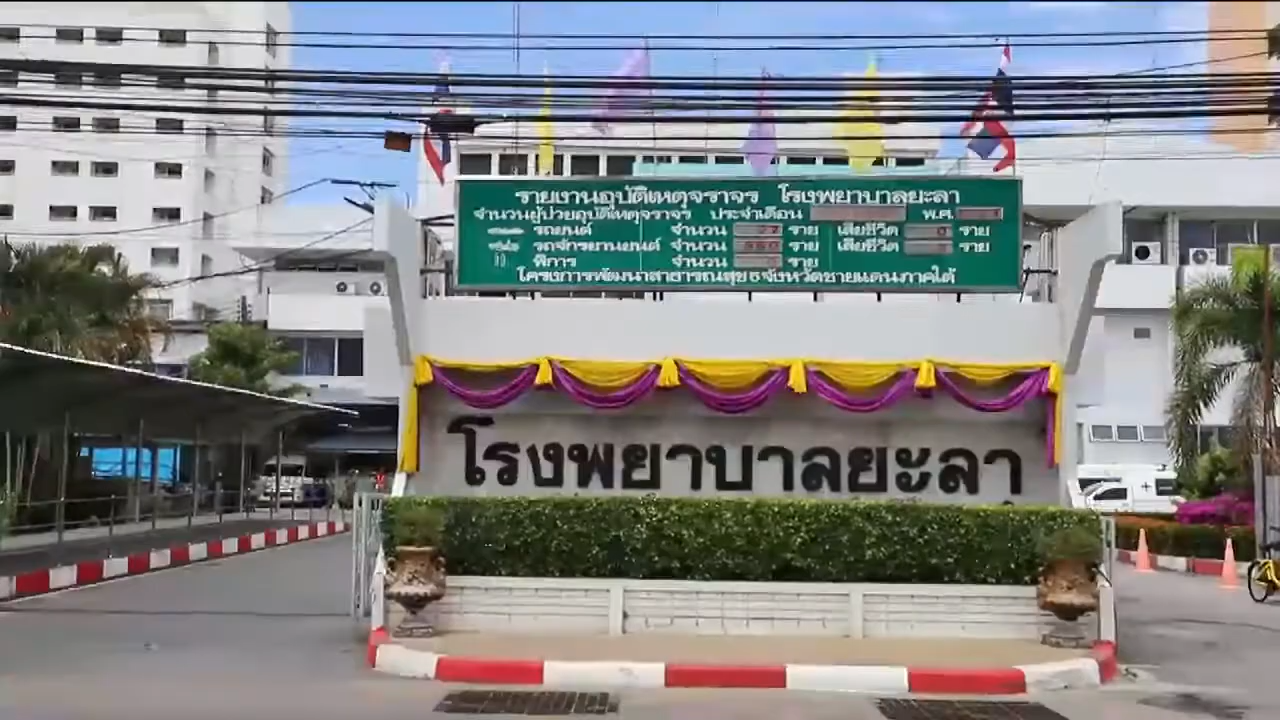 รายงานอุบัติเหตุจราจร โรงพยาบาลยะลา
จำนวนผู้ป่วยอุบัติเหตุจราจร ประจำเดือน พ.ศ.
รถยนต์ จำนวน ราย เสียชีวิต 0 ราย
รถจักรยานยนต์ จำนวน ราย เสียชีวิต ราย
พิการ จำนวน ราย
โครงการพัฒนาสาธารณสุข 5 จังหวัดชายแดนภาคใต้
โรงพยาบาลยะลา